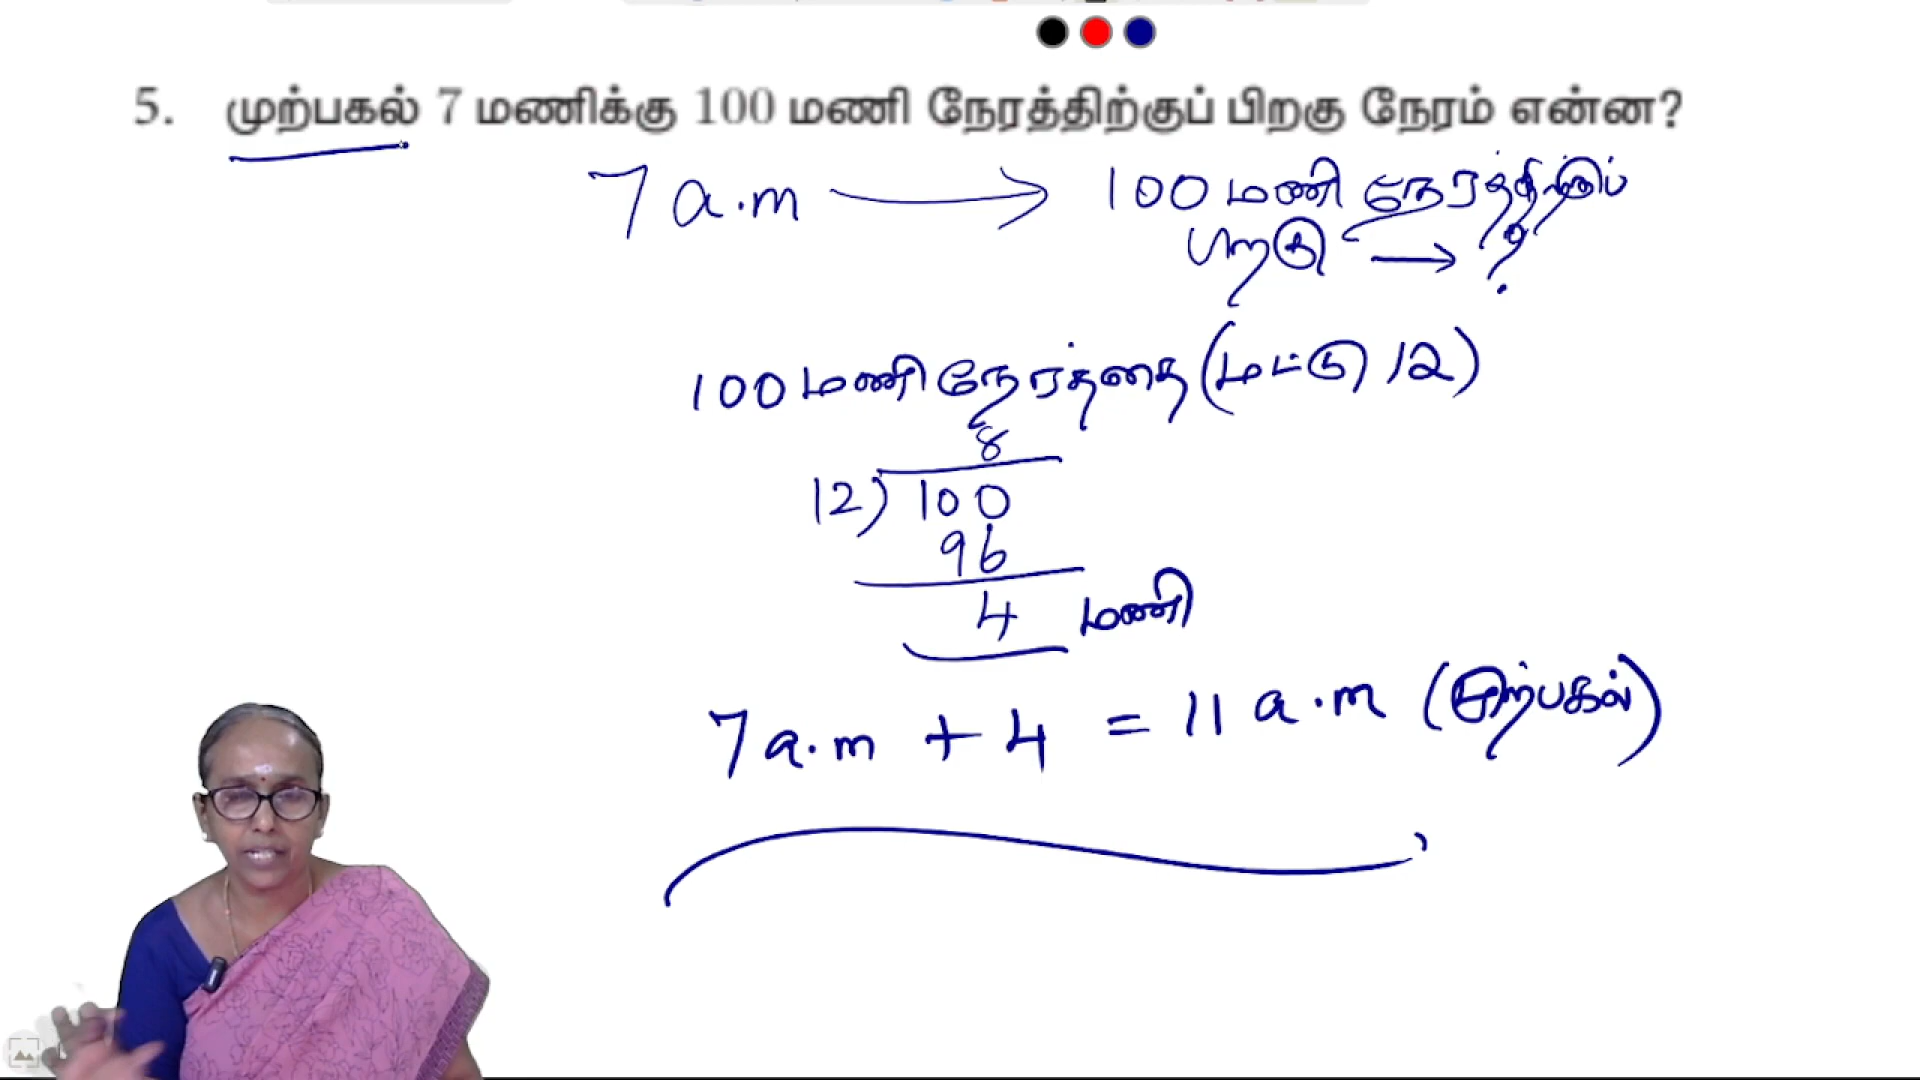 5. முற்பகல் 7 மணிக்கு 100 மணி நேரத்திற்குப் பிறகு நேரம் என்ன?
7 a.m → 100 மணி நேரத்திற்குப்
பிறகு → ?
100 மணி நேரத்தை (மட்டு 12)
8
12) 100
96
4 மணி
7 a.m + 4 = 11 a.m (முற்பகல்)